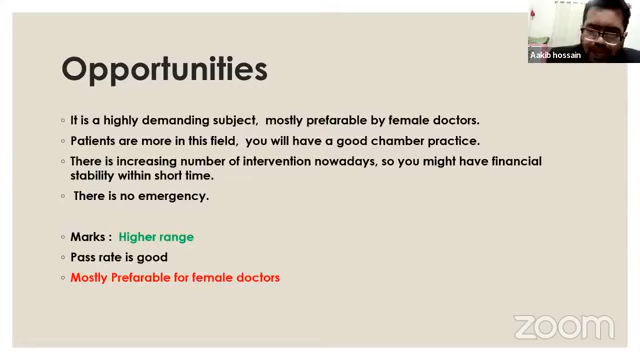 Aakib hossain
Opportunities
It is a highly demanding subject, mostly prefarable by female doctors.
Patients are more in this field, you will have a good chamber practice.
There is increasing number of intervention nowadays, so you might have financial
stability within short time.
There is no emergency.
Marks : Higher range
Pass rate is good
Mostly Prefarable for female doctors
zoom